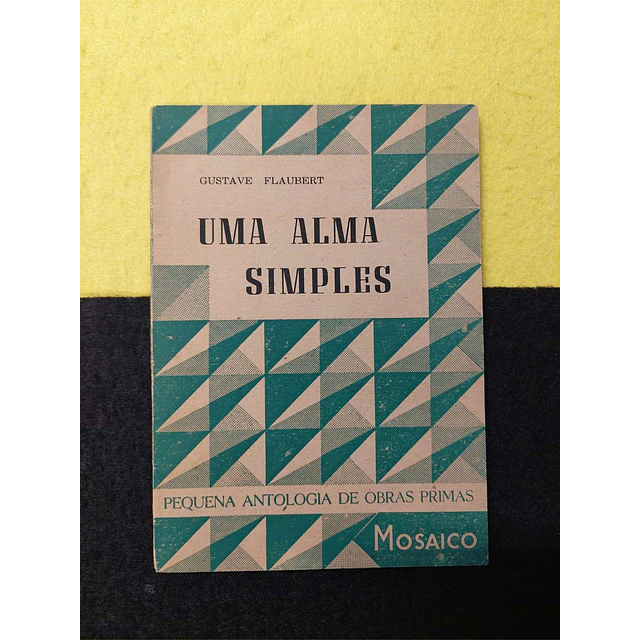 GUSTAVE FLAUBERT
UMA ALMA
SIMPLES
PEQUENA ANTOLOGIA DE OBRAS PRIMAS
MOSAICO